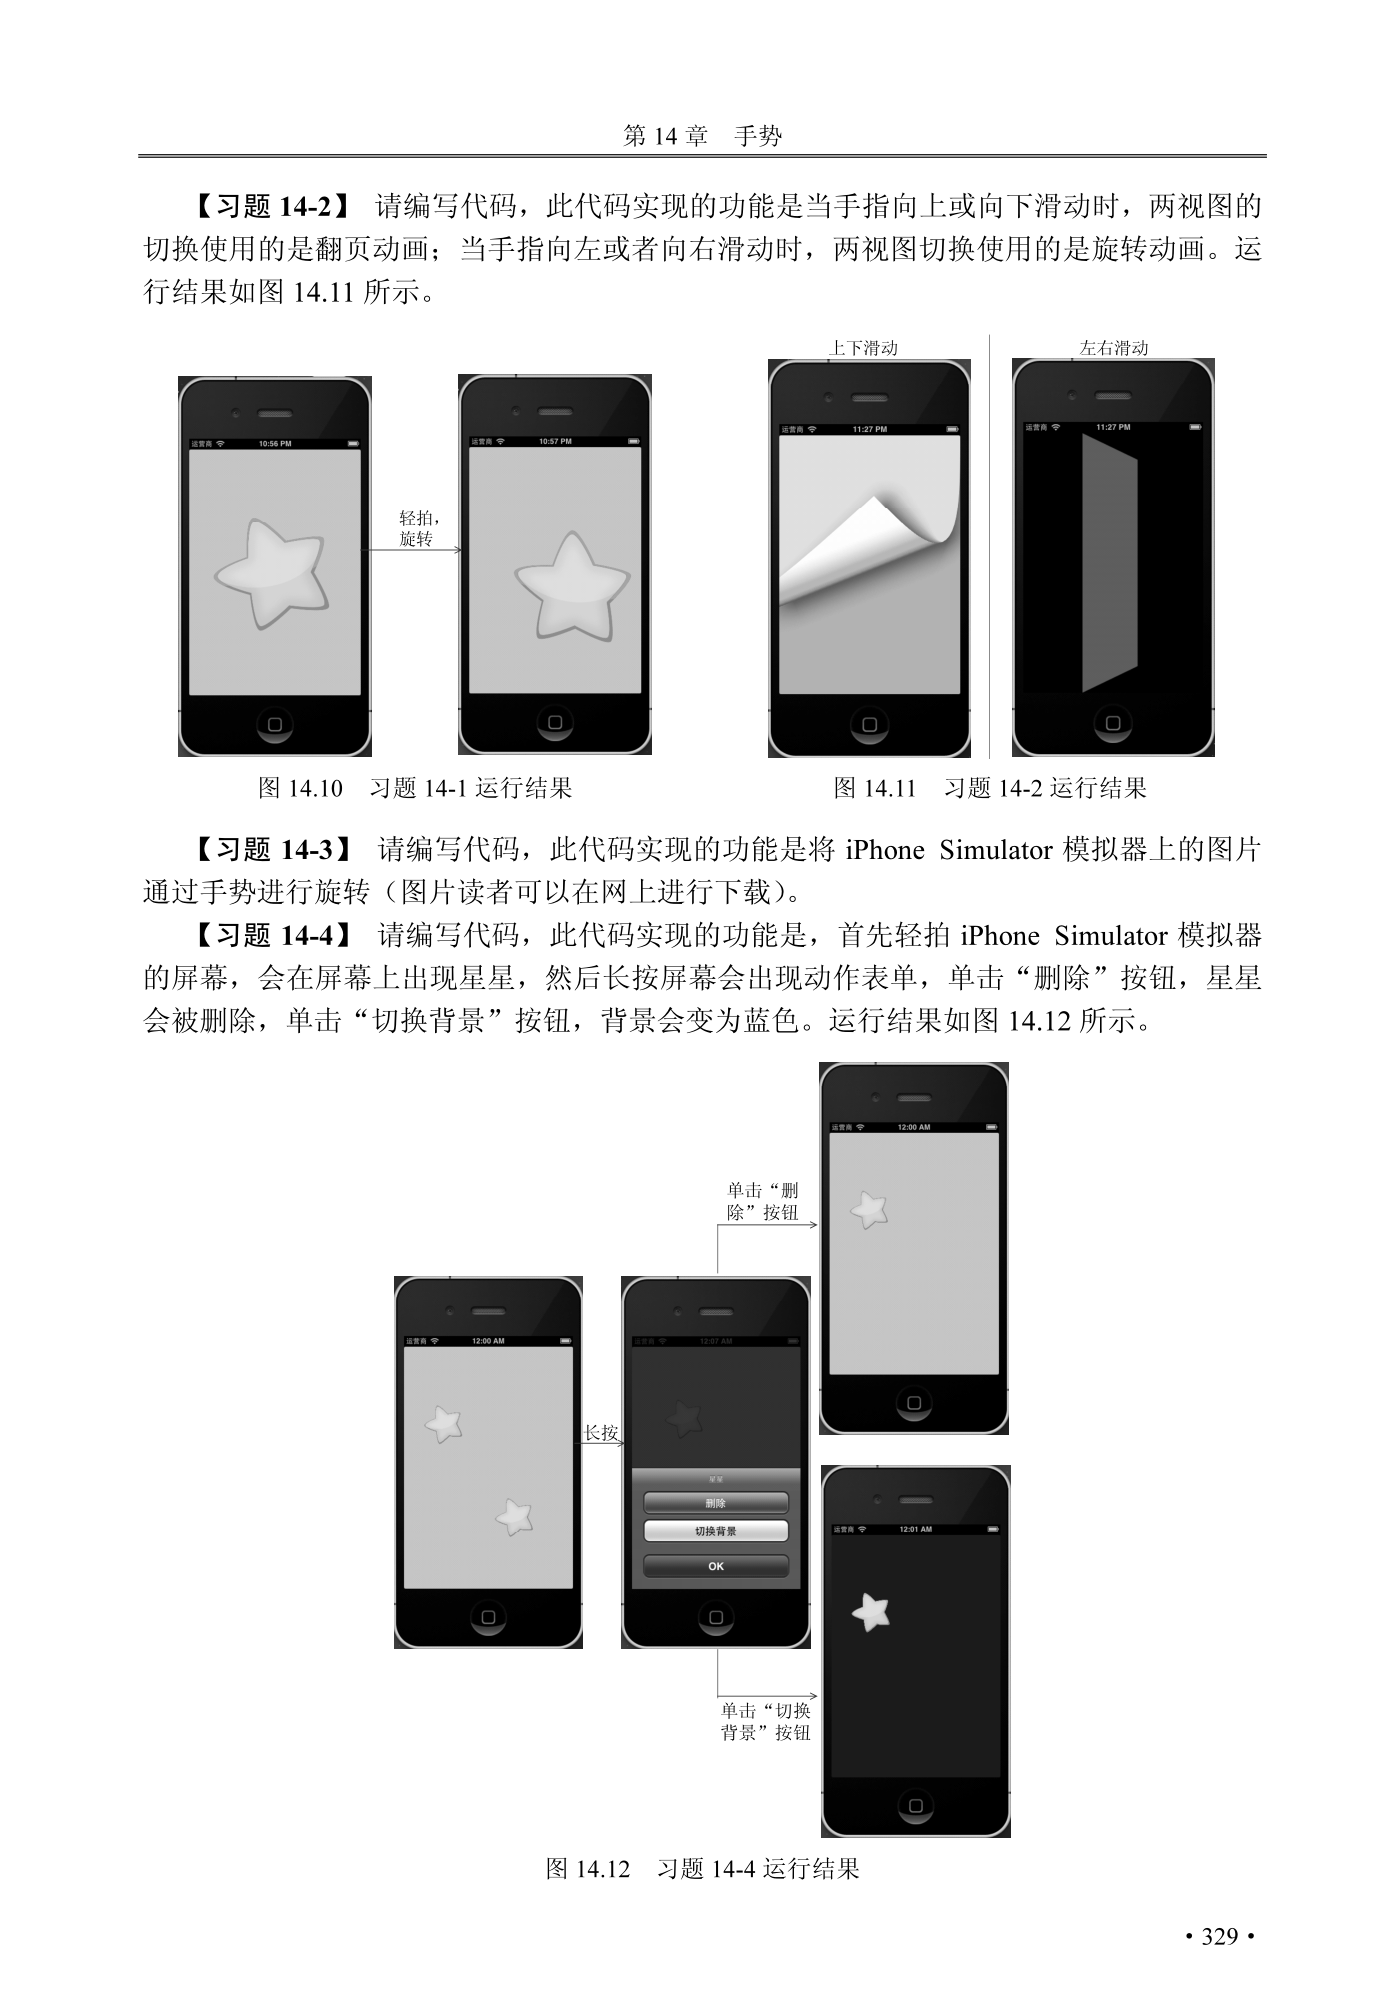 第 14 章　手势
【习题 14-2】 请编写代码，此代码实现的功能是当手指向上或向下滑动时，两视图的
切换使用的是翻页动画；当手指向左或者向右滑动时，两视图切换使用的是旋转动画。运
行结果如图 14.11 所示。
运营商 10:56 PM
轻拍，
旋转
运营商 10:57 PM
上下滑动
运营商 11:27 PM
左右滑动
运营商 11:27 PM
图 14.10　习题 14-1 运行结果
图 14.11　习题 14-2 运行结果
【习题 14-3】 请编写代码，此代码实现的功能是将 iPhone Simulator 模拟器上的图片
通过手势进行旋转（图片读者可以在网上进行下载）。
【习题 14-4】 请编写代码，此代码实现的功能是，首先轻拍 iPhone Simulator 模拟器
的屏幕，会在屏幕上出现星星，然后长按屏幕会出现动作表单，单击“删除”按钮，星星
会被删除，单击“切换背景”按钮，背景会变为蓝色。运行结果如图 14.12 所示。
运营商 12:00 AM
长按
运营商 12:07 AM
星星
删除
切换背景
OK
单击“删
除”按钮
运营商 12:00 AM
单击“切换
背景”按钮
运营商 12:01 AM
图 14.12　习题 14-4 运行结果
·329·